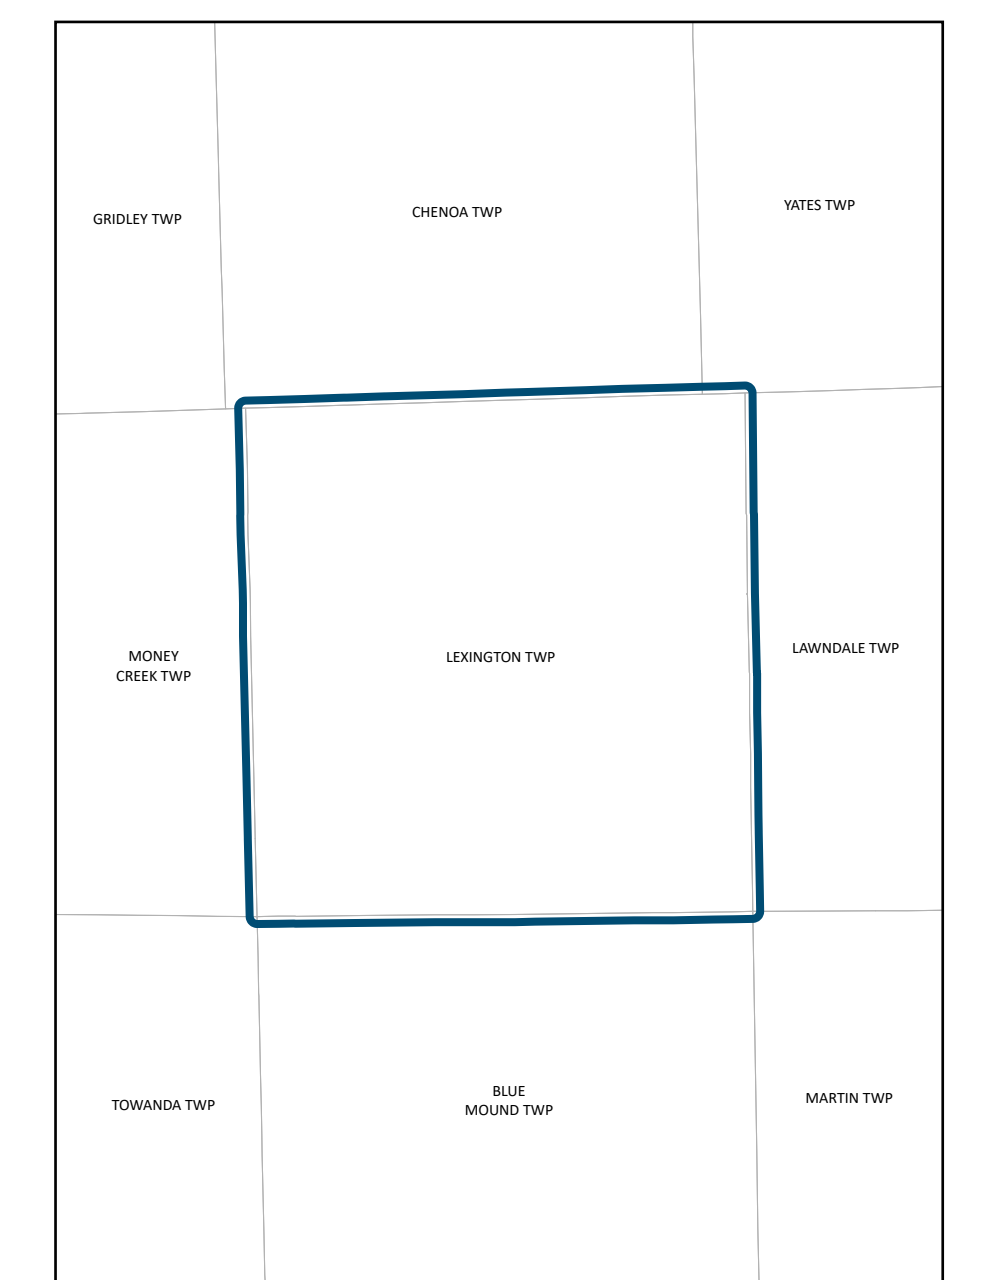 GRIDLEY TWP
CHENOA TWP
YATES TWP
MONEY
CREEK TWP
LEXINGTON TWP
LAWNDALE TWP
TOWANDA TWP
BLUE
MOUND TWP
MARTIN TWP